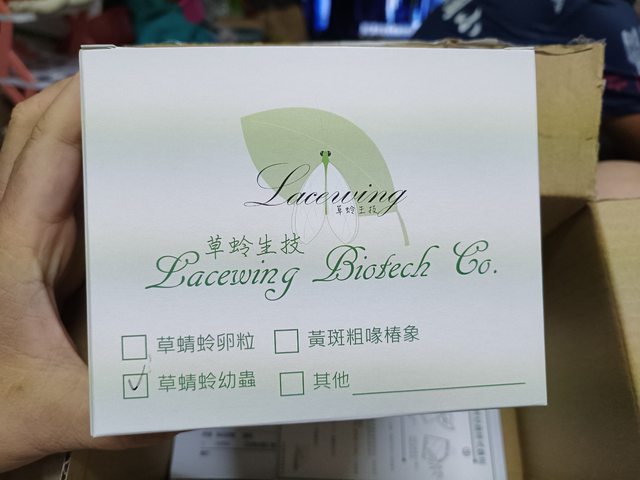 Lacewing
草蛉生技
草蛉生技
Lacewing Biotech Co.
草蜻蛉卵粒
黃斑粗喙椿象
草蜻蛉幼蟲
其他